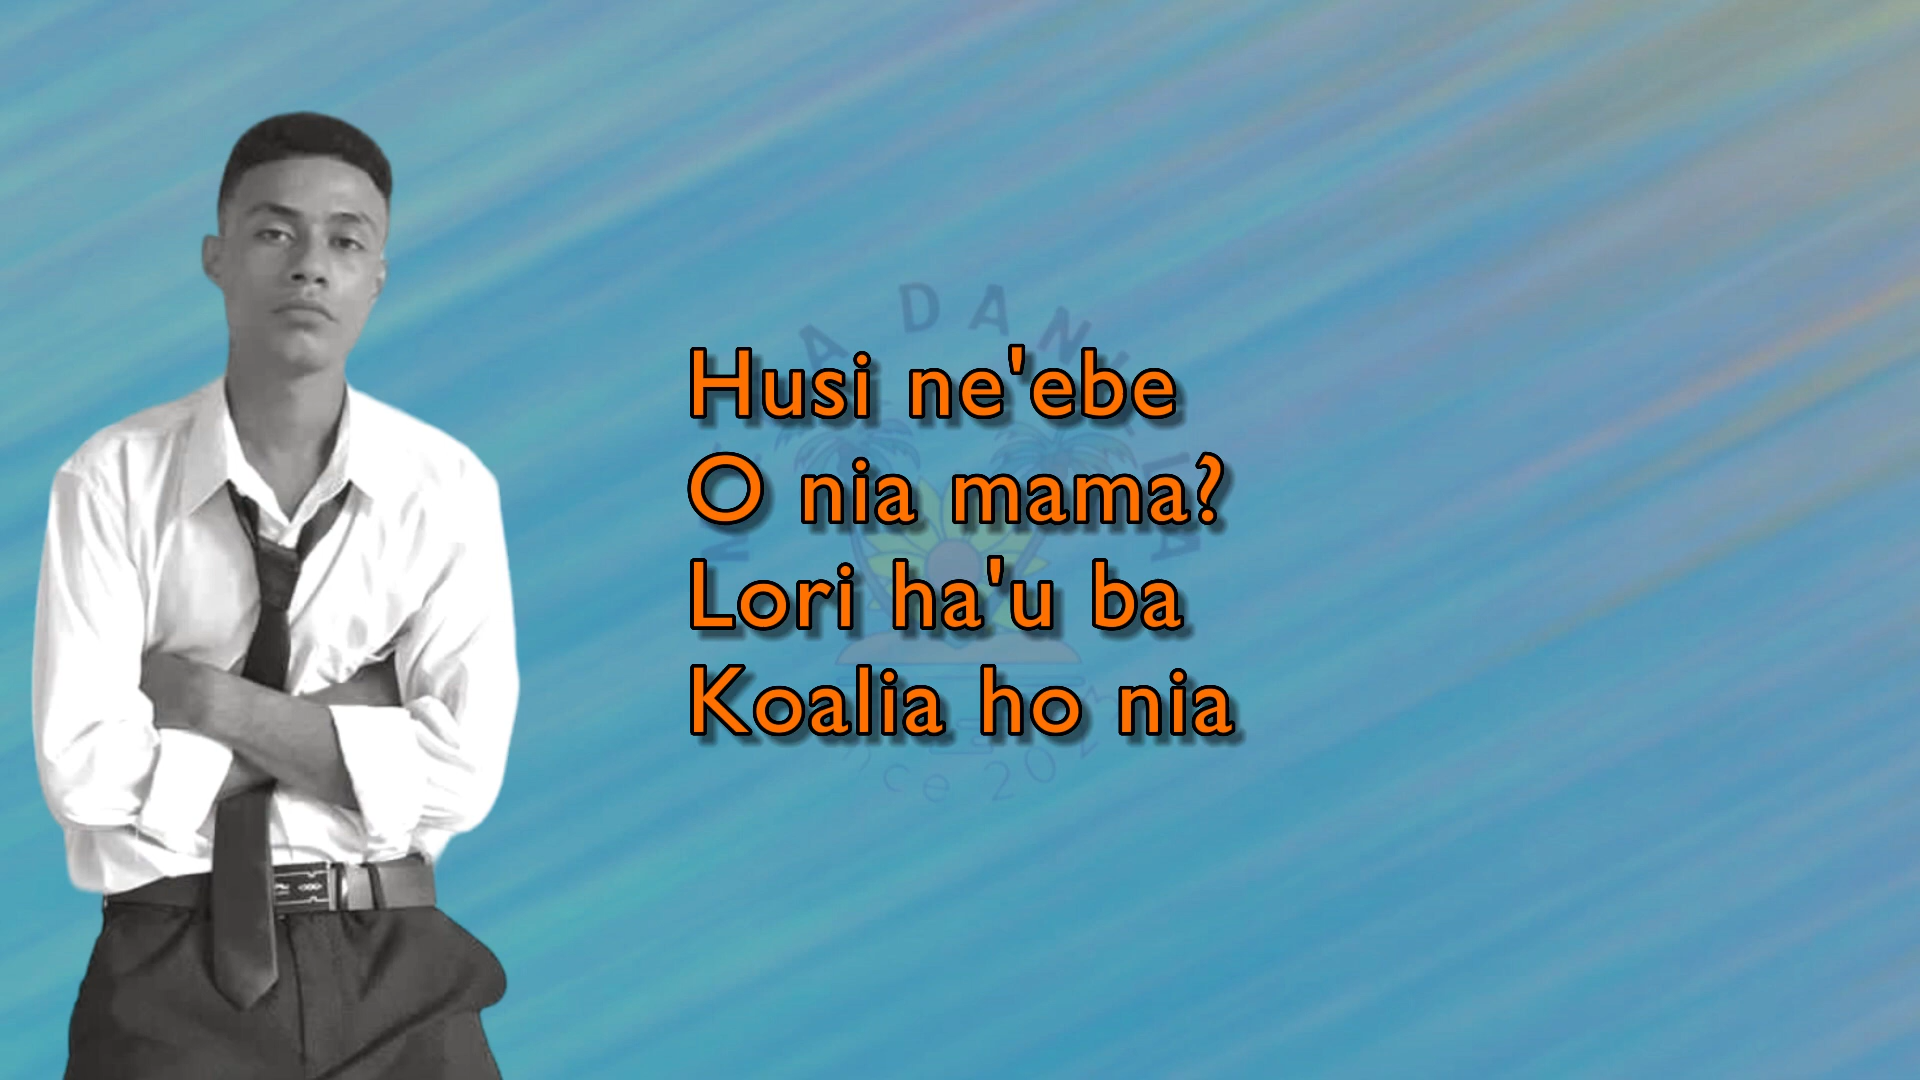 Husi ne'ebe
O nia mama?
Lori ha'u ba
Koalia ho nia